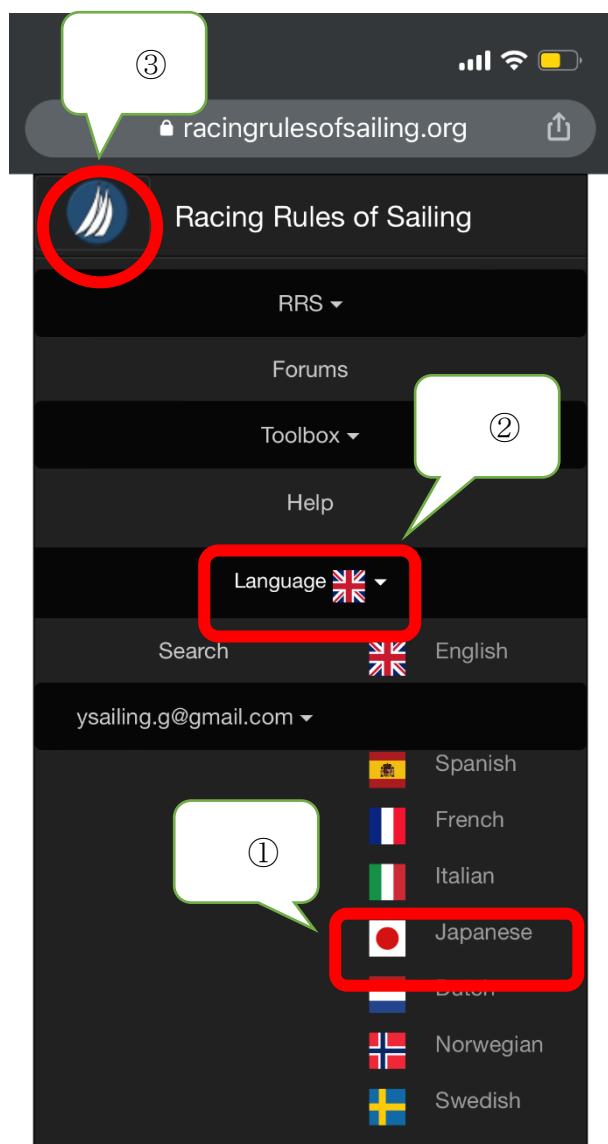 ③
racingrulesofsailing.org
Racing Rules of Sailing
RRS
Forums
Toolbox
②
Help
Language
Search
English
ysailing.g@gmail.com
Spanish
French
①
Italian
Japanese
Dutch
Norwegian
Swedish